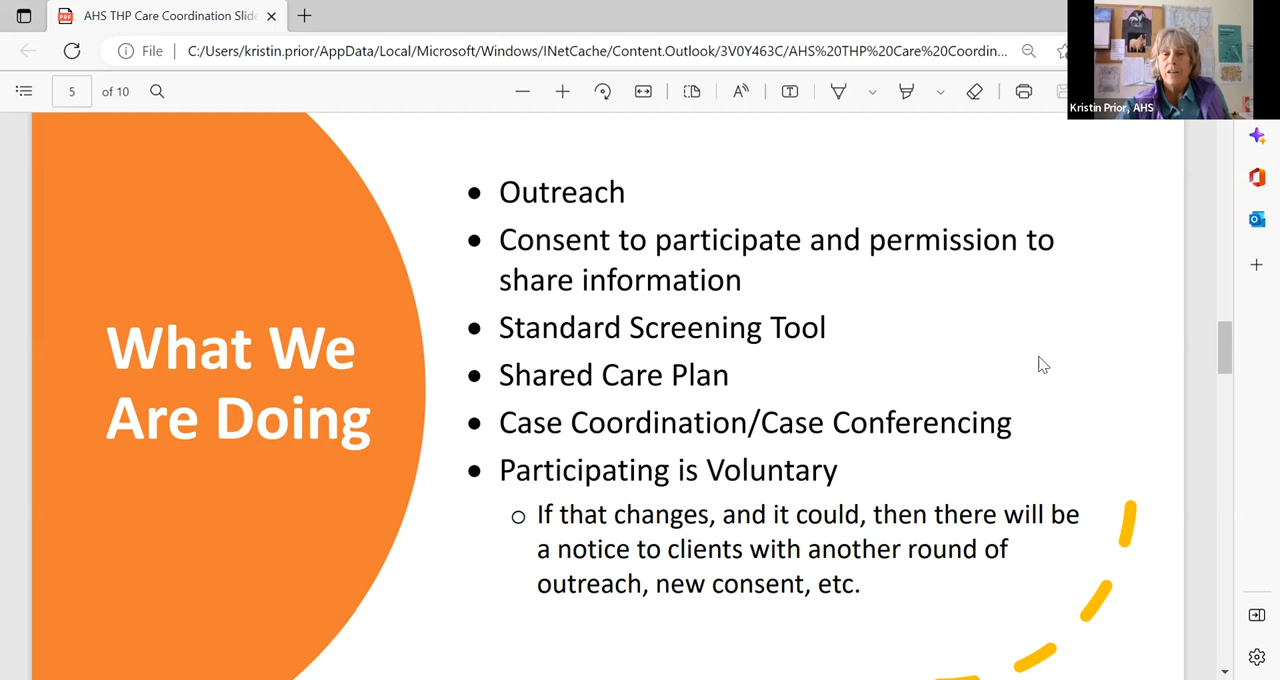 AHS THP Care Coordination Slide
File
C:/Users/kristin.prior/AppData/Local/Microsoft/Windows/INetCache/Content.Outlook/3V0Y463C/AHS%20THP%20Care%20Coordin...
5 of 10
Kristin Prior, AHS
What We
Are Doing
• Outreach
• Consent to participate and permission to
share information
• Standard Screening Tool
• Shared Care Plan
• Case Coordination/Case Conferencing
• Participating is Voluntary
o If that changes, and it could, then there will be
a notice to clients with another round of
outreach, new consent, etc.